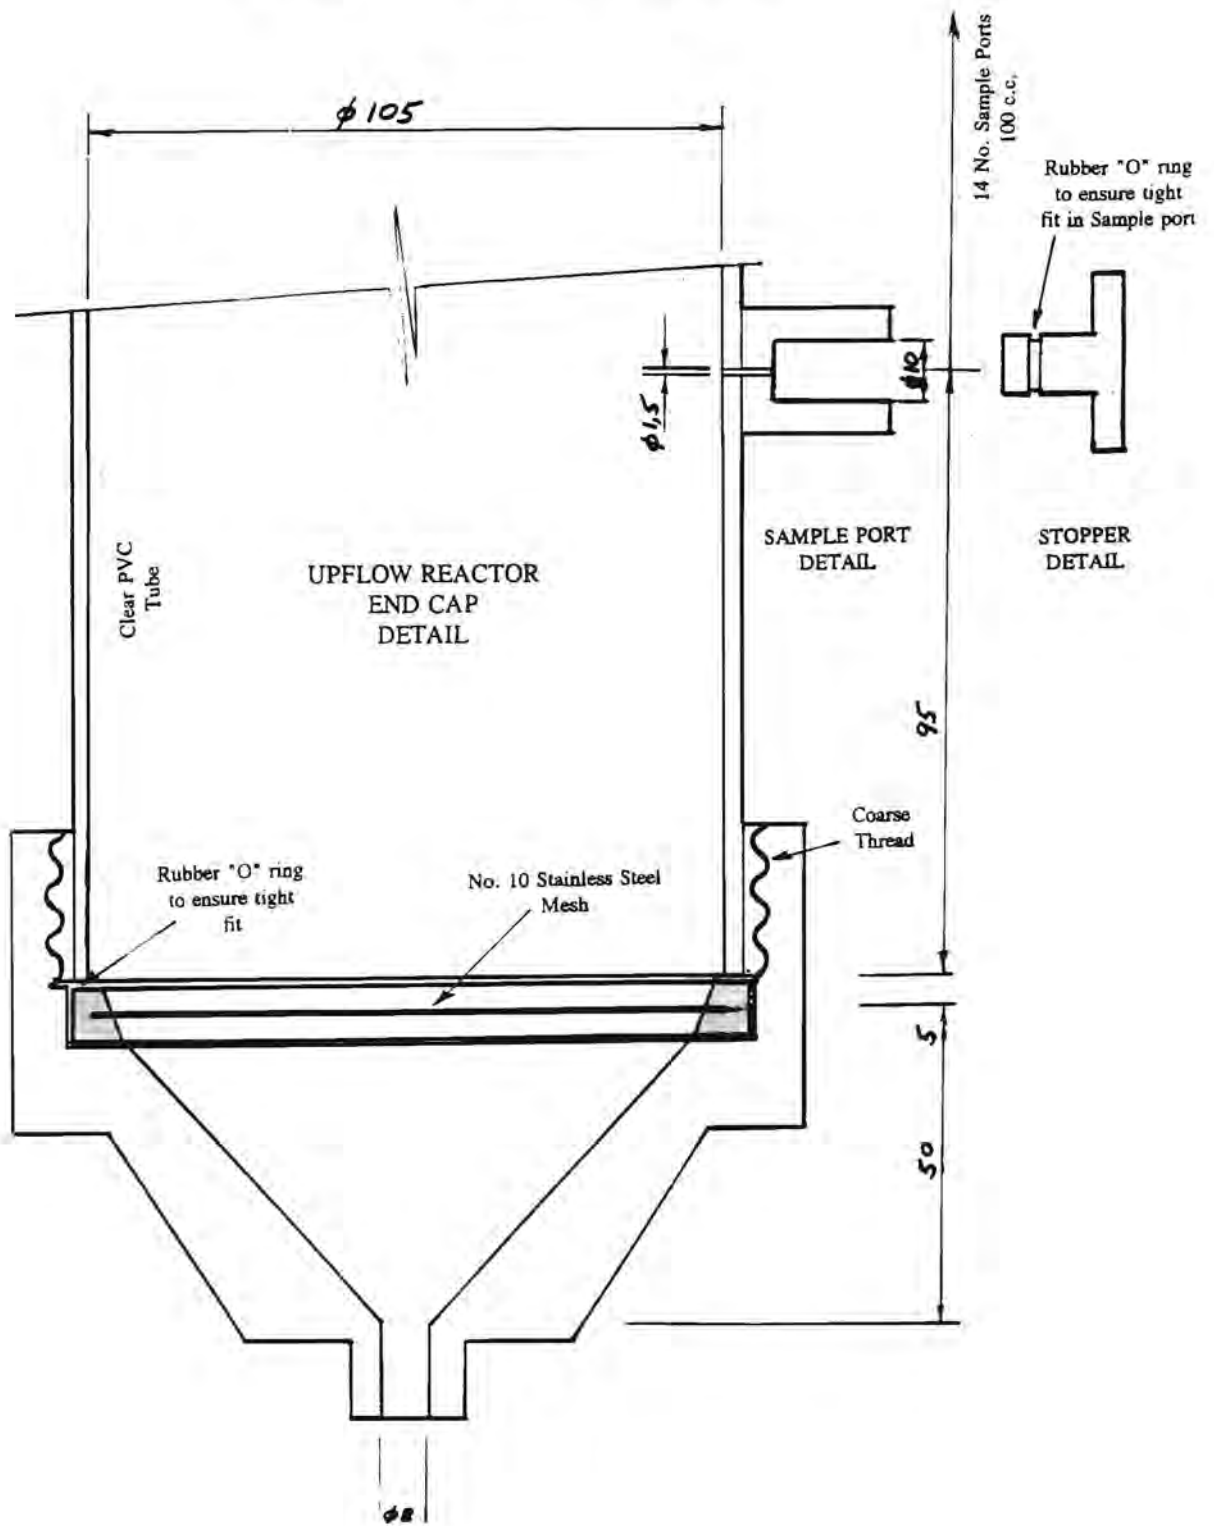 14 No. Sample Ports
100 c.c.
ϕ 105
Rubber "O" ring
to ensure tight
fit in Sample port
ϕ10
ϕ1,5
SAMPLE PORT
DETAIL
STOPPER
DETAIL
Clear PVC
Tube
UPFLOW REACTOR
END CAP
DETAIL
95
Coarse
Thread
Rubber "O" ring
to ensure tight
fit
No. 10 Stainless Steel
Mesh
5
50